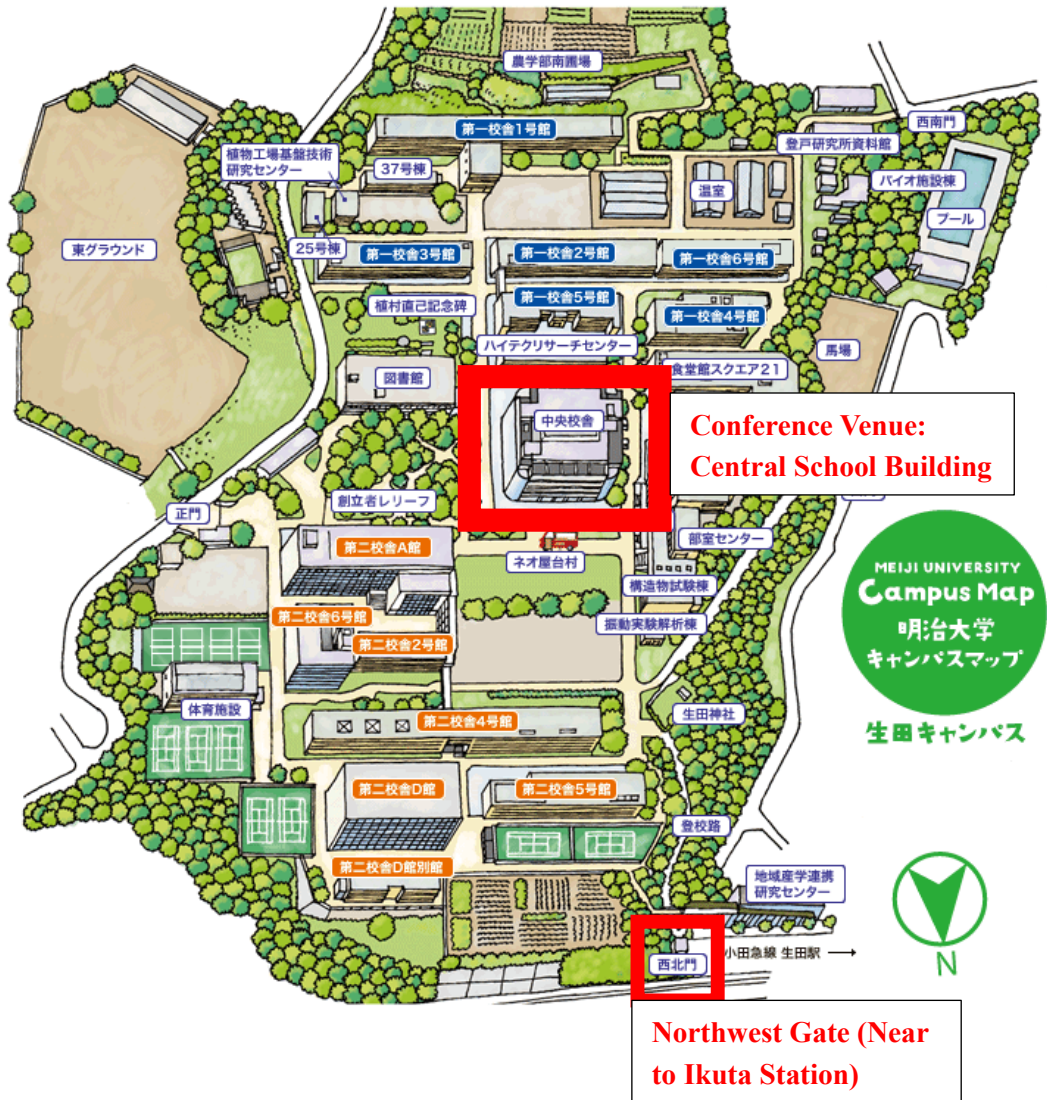 農学部南圃場
第一校舎1号館
西南門
植物工場基盤技術
研究センター
37号棟
登戸研究所資料館
温室
バイオ施設棟
プール
東グラウンド
25号棟
第一校舎3号館
第一校舎2号館
第一校舎6号館
植村直己記念碑
第一校舎5号館
第一校舎4号館
ハイテクリサーチセンター
馬場
図書館
食堂館スクエア21
中央校舎
Conference Venue:
Central School Building
創立者レリーフ
正門
第二校舎A館
ネオ屋台村
部室センター
構造物試験棟
第二校舎6号館
振動実験解析棟
第二校舎2号館
MEIJI UNIVERSITY
Campus Map
明治大学
キャンパスマップ
生田キャンパス
体育施設
第二校舎4号館
生田神社
第二校舎D館
第二校舎5号館
登校路
第二校舎D館別館
地域産学連携
研究センター
小田急線 生田駅
西北門
N
Northwest Gate (Near
to Ikuta Station)